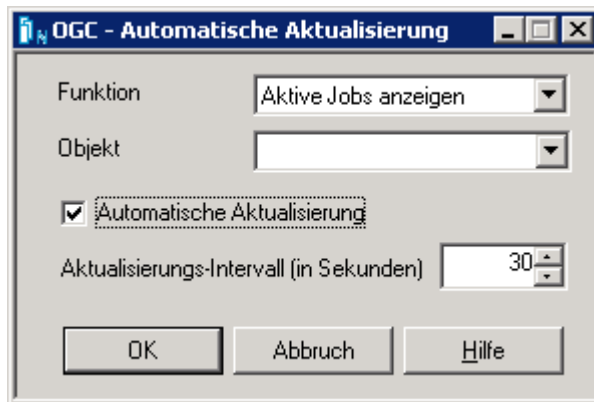 OGC - Automatische Aktualisierung
Funktion Aktive Jobs anzeigen
Objekt
Automatische Aktualisierung
Aktualisierungs-Intervall (in Sekunden) 30
OK Abbruch Hilfe